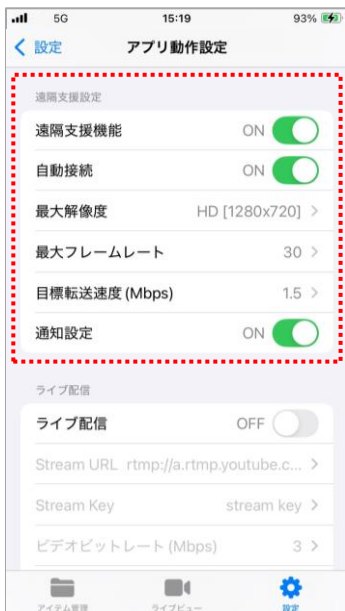 5G 15:19 93%
設定 アプリ動作設定
遠隔支援設定
遠隔支援機能 ON
自動接続 ON
最大解像度 HD [1280x720]
最大フレームレート 30
目標転送速度 (Mbps) 1.5
通知設定 ON
ライブ配信
ライブ配信 OFF
Stream URL rtmp://a.rtmp.youtube.c...
Stream Key stream key
ビデオビットレート (Mbps) 3
アイテム管理 ライブビュー 設定